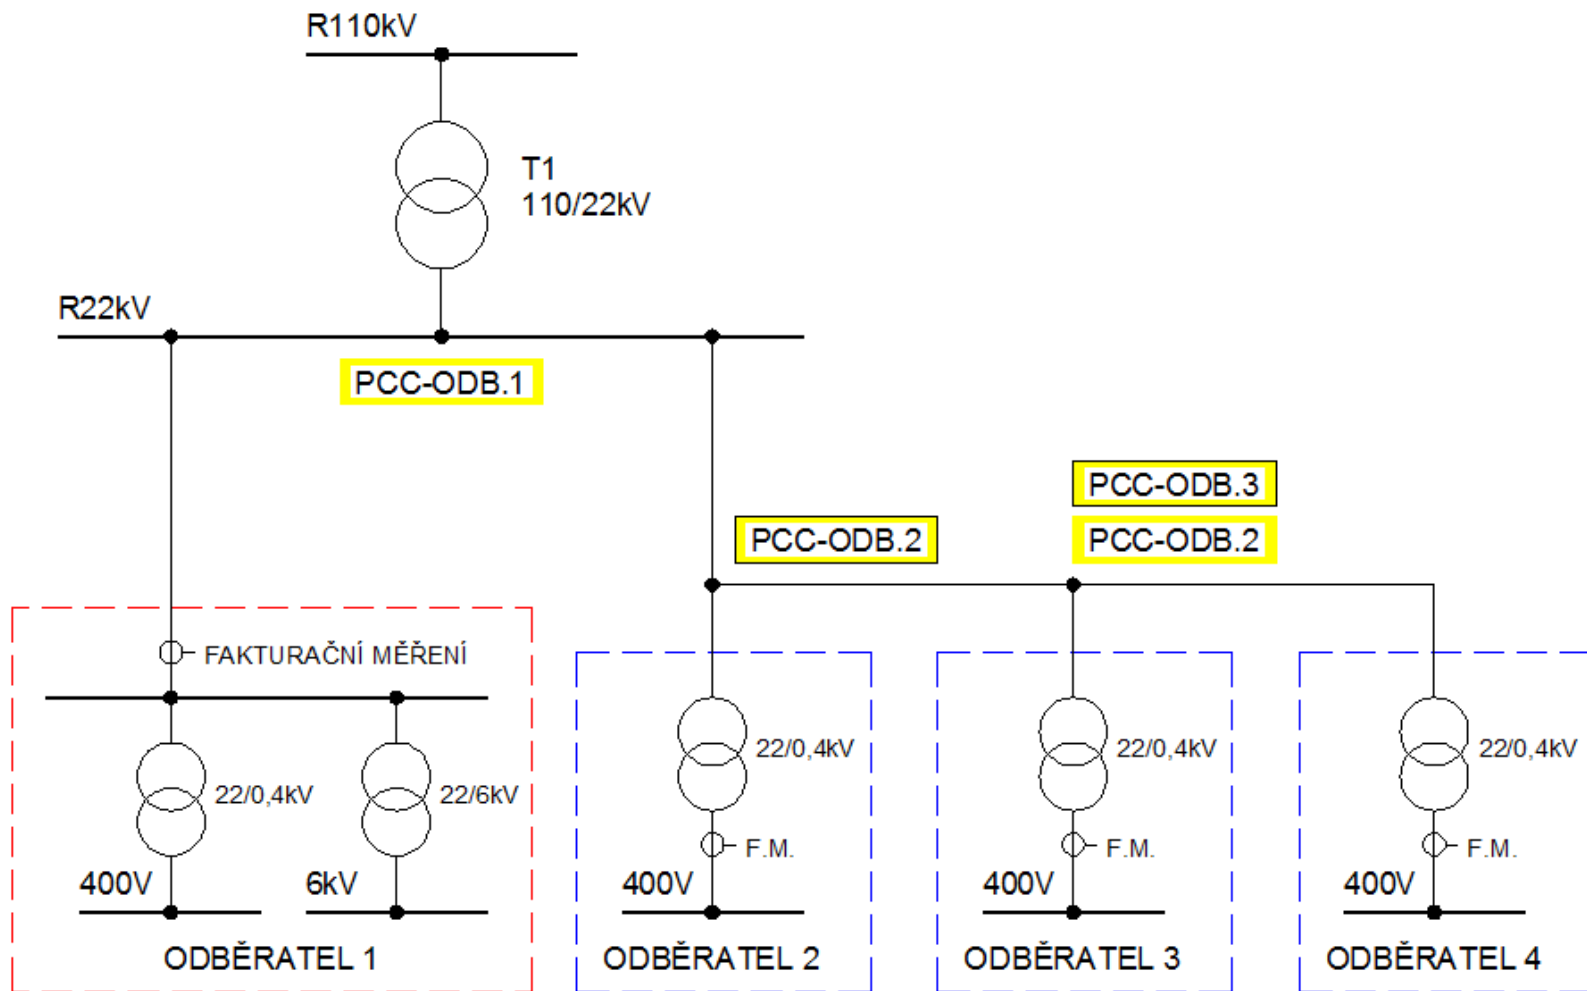 R110kV
T1
110/22kV
R22kV
PCC-ODB.1
PCC-ODB.3
PCC-ODB.2
PCC-ODB.2
FAKTURAČNÍ MĚŘENÍ
22/0,4kV
22/6kV
22/0,4kV
22/0,4kV
22/0,4kV
F.M.
F.M.
F.M.
400V
6kV
400V
400V
400V
ODBĚRATEL 1
ODBĚRATEL 2
ODBĚRATEL 3
ODBĚRATEL 4